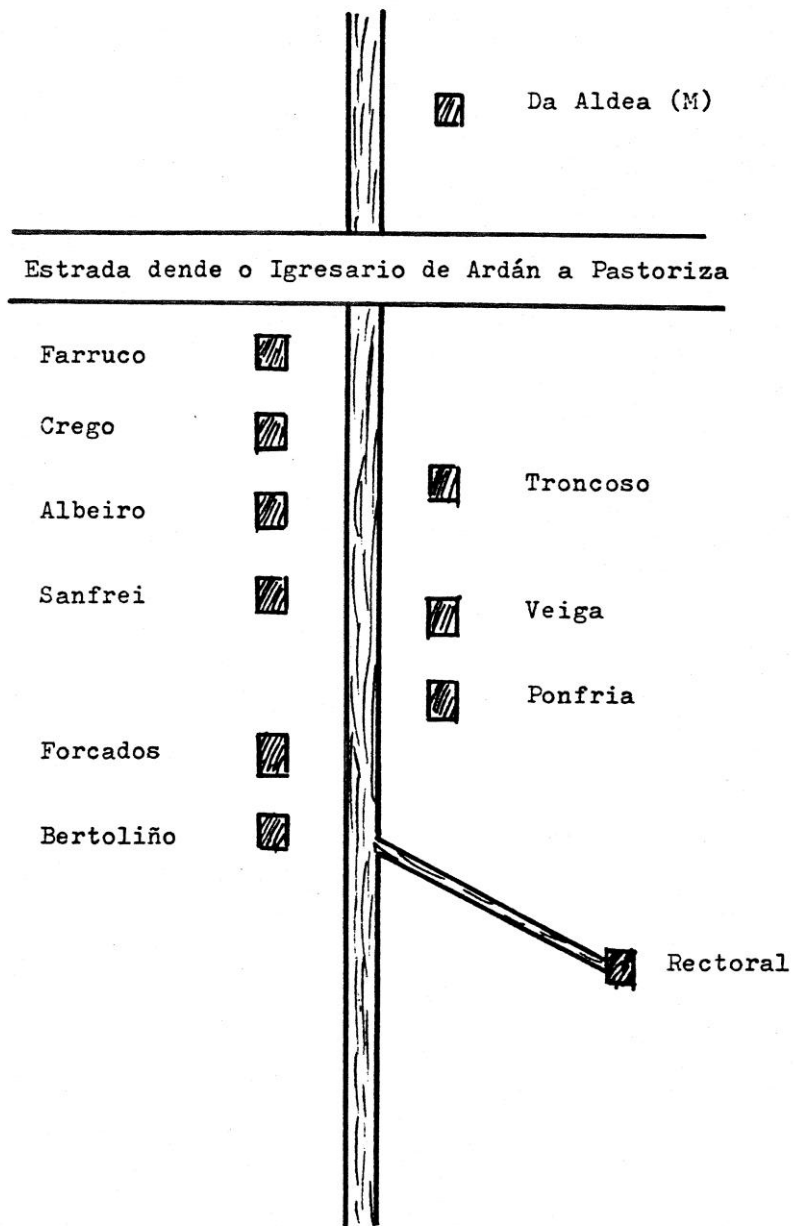 Da Aldea (M)
Estrada dende o Igresario de Ardán a Pastoriza
Farruco
Crego
Troncoso
Albeiro
Sanfrei
Veiga
Ponfria
Forcados
Bertoliño
Rectoral